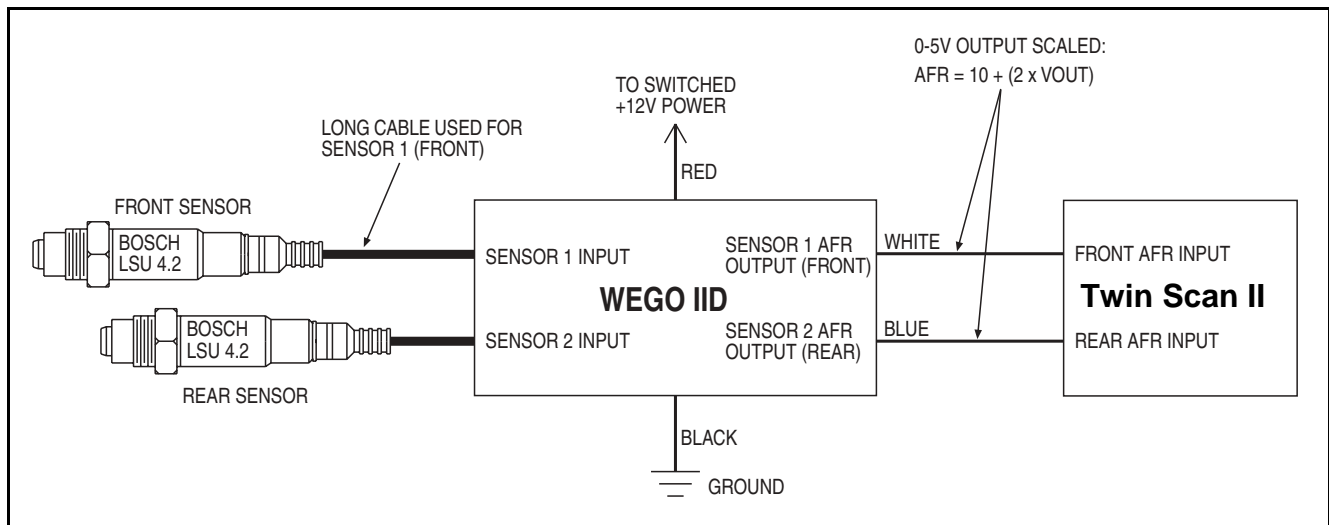 0-5V OUTPUT SCALED:
AFR = 10 + (2 x VOUT)
TO SWITCHED
+12V POWER
LONG CABLE USED FOR
SENSOR 1 (FRONT)
RED
FRONT SENSOR
BOSCH
LSU 4.2
SENSOR 1 INPUT
SENSOR 1 AFR
OUTPUT (FRONT)
WHITE
FRONT AFR INPUT
WEGO IID
Twin Scan II
BOSCH
LSU 4.2
SENSOR 2 INPUT
SENSOR 2 AFR
OUTPUT (REAR)
BLUE
REAR AFR INPUT
REAR SENSOR
BLACK
GROUND